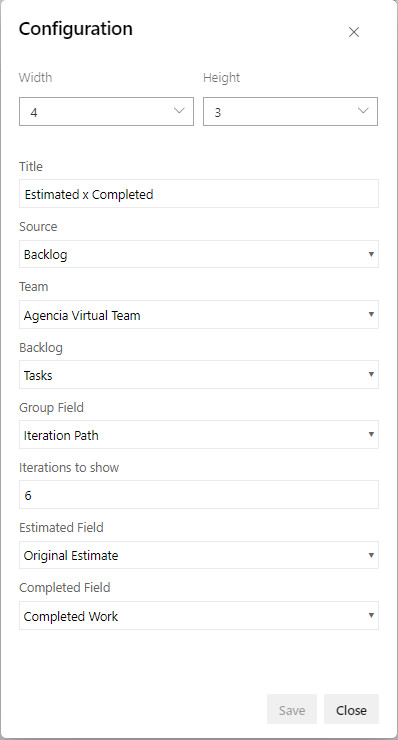 Configuration
Width Height
4 3
Title
Estimated x Completed
Source
Backlog
Team
Agencia Virtual Team
Backlog
Tasks
Group Field
Iteration Path
Iterations to show
6
Estimated Field
Original Estimate
Completed Field
Completed Work
Save Close